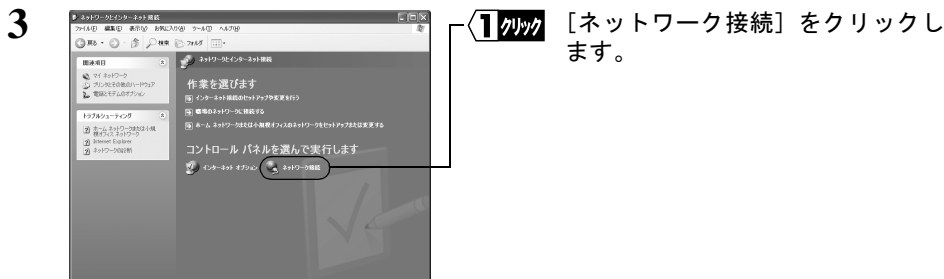 3
ネットワークとインターネット接続
ファイル(F) 編集(E) 表示(V) お気に入り(A) ツール(T) ヘルプ(H)
戻る 検索 フォルダ
関連項目
マイ ネットワーク
プリンタとその他のハードウェア
電話とモデムのオプション
トラブルシューティング
ホーム ネットワークまたは小規
模オフィス ネットワーク
Internet Explorer
ネットワークの診断
ネットワークとインターネット接続
作業を選びます
インターネット接続のセットアップや変更を行う
職場のネットワークに接続する
ホーム ネットワークまたは小規模オフィスのネットワークをセットアップまたは変更する
コントロール パネルを選んで実行します
インターネット オプション ネットワーク接続
1 クリック
[ネットワーク接続] をクリックし
ます。